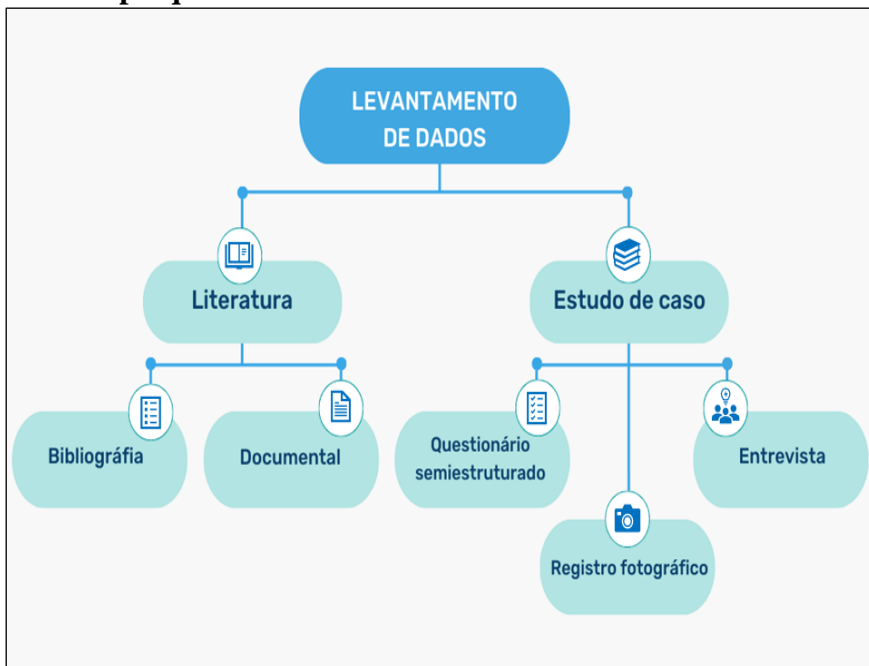 LEVANTAMENTO
DE DADOS
Literatura
Estudo de caso
Bibliográfia
Documental
Questionário
semiestruturado
Entrevista
Registro fotográfico